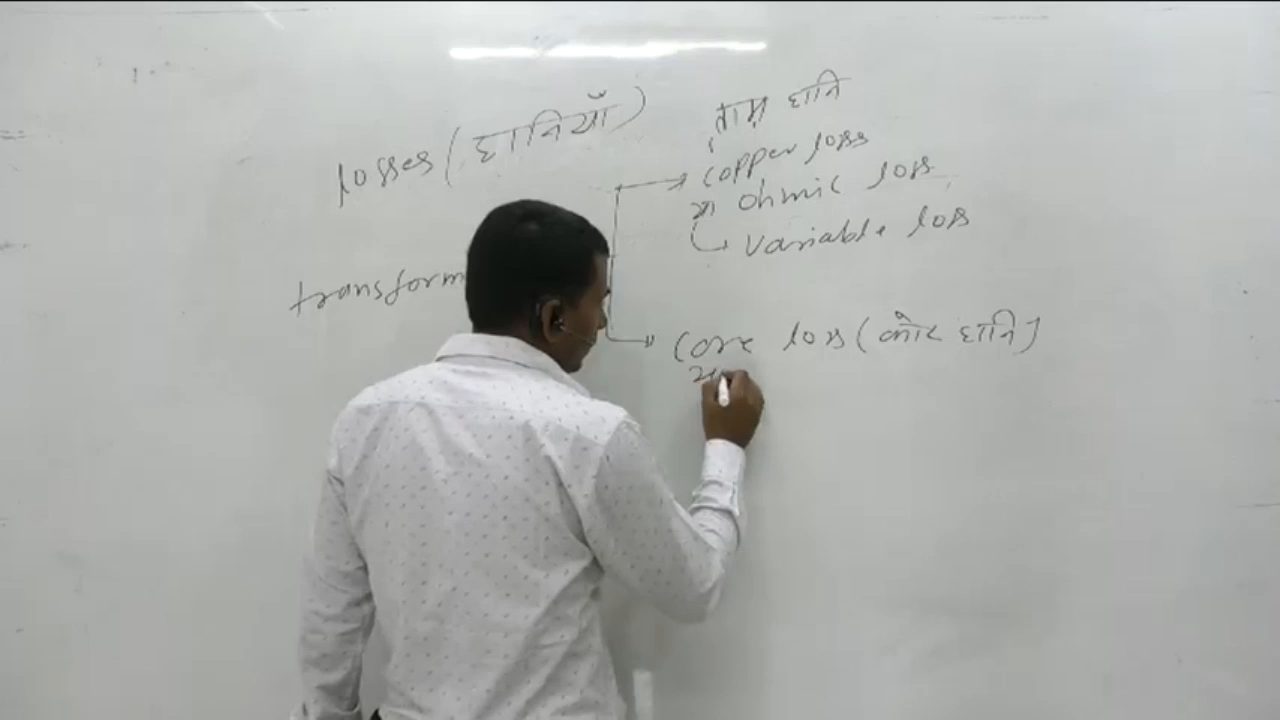 losses (हानियाँ)
transform
ताम्र हानि
copper loss
या ohmic loss
variable loss
core loss (कोर हानि)